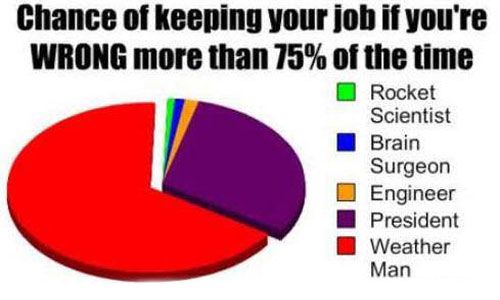 Chance of keeping your job if you're
WRONG more than 75% of the time
Rocket
Scientist
Brain
Surgeon
Engineer
President
Weather
Man